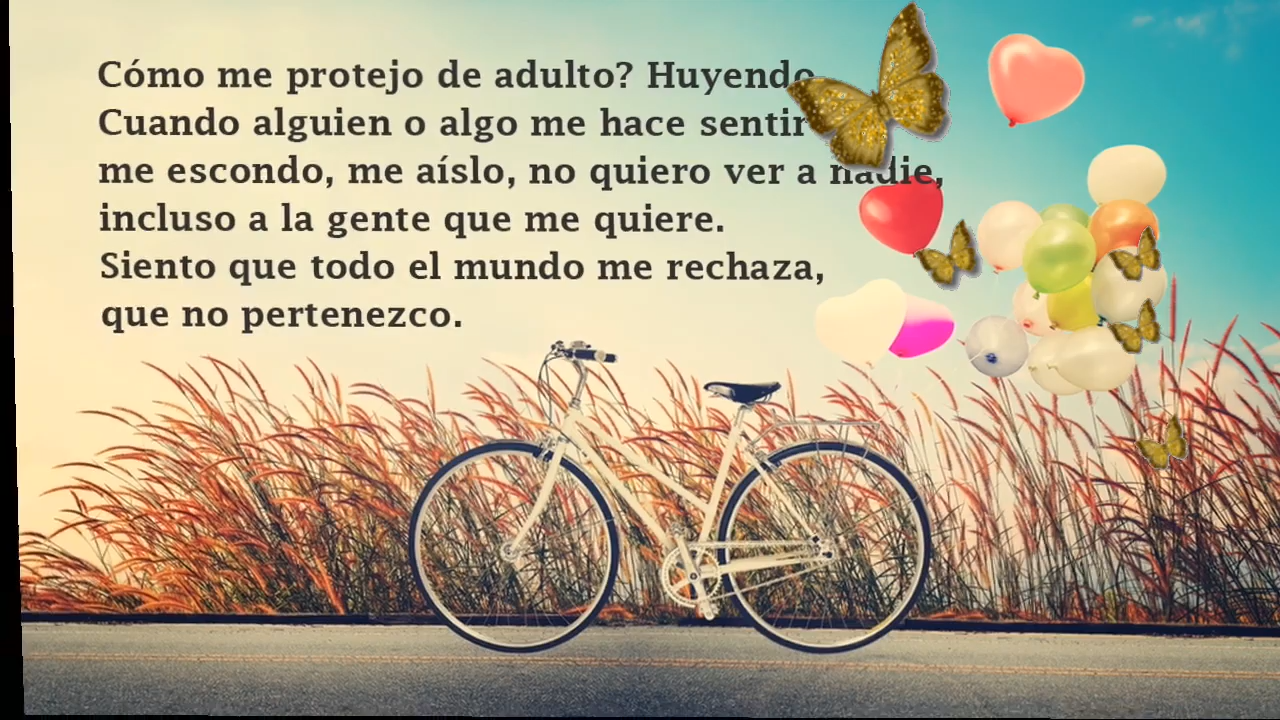 Cómo me protejo de adulto? Huyendo
Cuando alguien o algo me hace sentir
me escondo, me aíslo, no quiero ver a nadie,
incluso a la gente que me quiere.
Siento que todo el mundo me rechaza,
que no pertenezco.